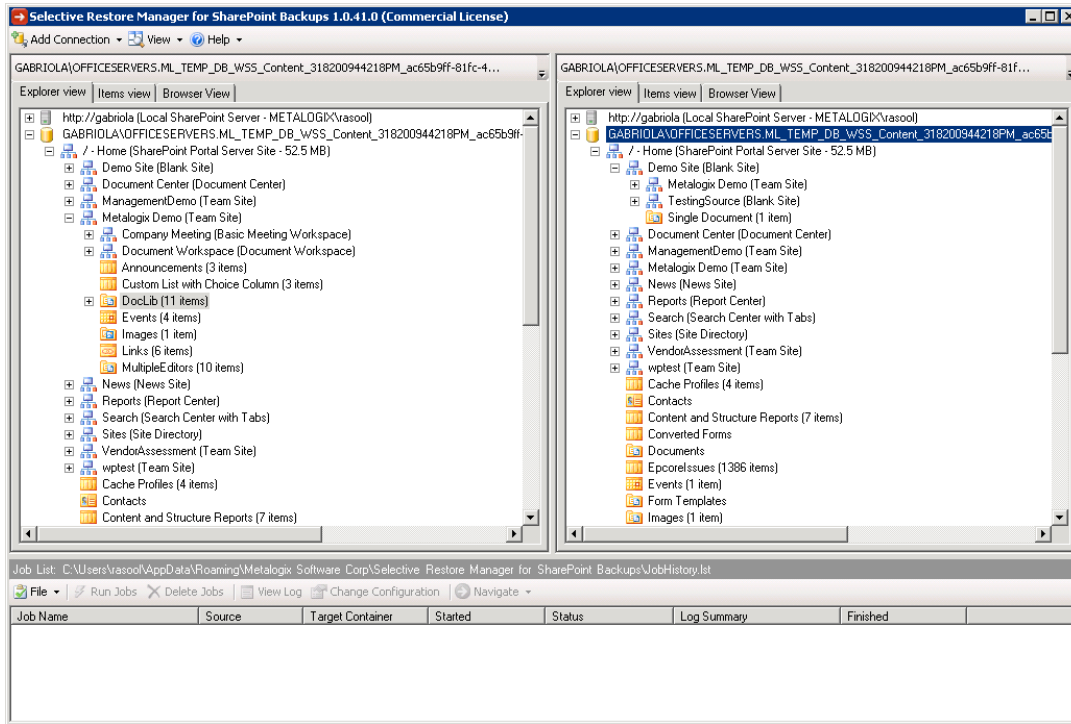 Selective Restore Manager for SharePoint Backups 1.0.41.0 (Commercial License)
Add Connection View Help
GABRIOLA\OFFICESERVERS.ML_TEMP_DB_WSS_Content_318200944218PM_ac65b9ff-81fc-4...
Explorer view Items view Browser View
http://gabriola (Local SharePoint Server - METALOGIX\rasool)
GABRIOLA\OFFICESERVERS.ML_TEMP_DB_WSS_Content_318200944218PM_ac65b9ff-
/ - Home (SharePoint Portal Server Site - 52.5 MB)
Demo Site (Blank Site)
Document Center (Document Center)
ManagementDemo (Team Site)
Metalogix Demo (Team Site)
Company Meeting (Basic Meeting Workspace)
Document Workspace (Document Workspace)
Announcements (3 items)
Custom List with Choice Column (3 items)
DocLib (11 items)
Events (4 items)
Images (1 item)
Links (6 items)
MultipleEditors (10 items)
News (News Site)
Reports (Report Center)
Search (Search Center with Tabs)
Sites (Site Directory)
VendorAssessment (Team Site)
wptest (Team Site)
Cache Profiles (4 items)
Contacts
Content and Structure Reports (7 items)
GABRIOLA\OFFICESERVERS.ML_TEMP_DB_WSS_Content_318200944218PM_ac65b9ff-81f...
Explorer view Items view Browser View
http://gabriola (Local SharePoint Server - METALOGIX\rasool)
GABRIOLA\OFFICESERVERS.ML_TEMP_DB_WSS_Content_318200944218PM_ac65b
/ - Home (SharePoint Portal Server Site - 52.5 MB)
Demo Site (Blank Site)
Metalogix Demo (Team Site)
TestingSource (Blank Site)
Single Document (1 item)
Document Center (Document Center)
ManagementDemo (Team Site)
Metalogix Demo (Team Site)
News (News Site)
Reports (Report Center)
Search (Search Center with Tabs)
Sites (Site Directory)
VendorAssessment (Team Site)
wptest (Team Site)
Cache Profiles (4 items)
Contacts
Content and Structure Reports (7 items)
Converted Forms
Documents
EpcoreIssues (1386 items)
Events (1 item)
Form Templates
Images (1 item)
Job List: C:\Users\rasool\AppData\Roaming\Metalogix Software Corp\Selective Restore Manager for SharePoint Backups\JobHistory.lst
File Run Jobs Delete Jobs View Log Change Configuration Navigate
Job Name Source Target Container Started Status Log Summary Finished